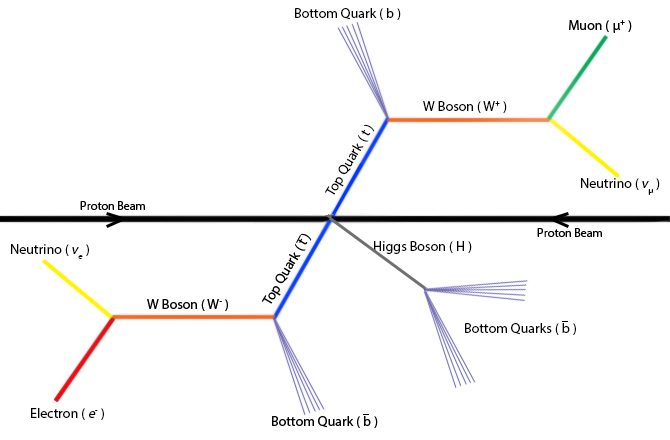 Bottom Quark ( b )
Muon ( μ⁺ )
W Boson ( W⁺ )
Top Quark ( t )
Neutrino ( νμ )
Proton Beam
Proton Beam
Neutrino ( νe )
Top Quark ( t̅ )
Higgs Boson ( H )
W Boson ( W⁻ )
Bottom Quarks ( b̅ )
Electron ( e⁻ )
Bottom Quark ( b̅ )